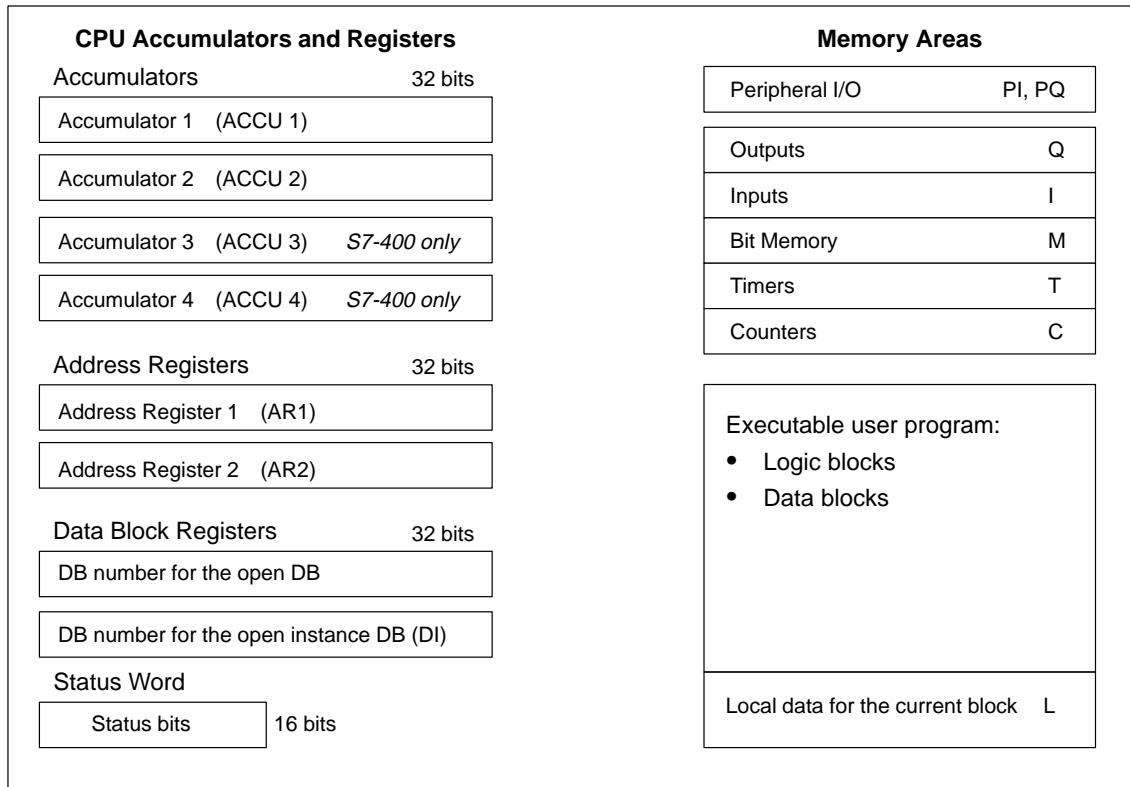 CPU Accumulators and Registers
Accumulators 32 bits
Accumulator 1 (ACCU 1)
Accumulator 2 (ACCU 2)
Accumulator 3 (ACCU 3) S7-400 only
Accumulator 4 (ACCU 4) S7-400 only
Address Registers 32 bits
Address Register 1 (AR1)
Address Register 2 (AR2)
Data Block Registers 32 bits
DB number for the open DB
DB number for the open instance DB (DI)
Status Word
Status bits 16 bits
Memory Areas
Peripheral I/O PI, PQ
Outputs Q
Inputs I
Bit Memory M
Timers T
Counters C
Executable user program:
• Logic blocks
• Data blocks
Local data for the current block L